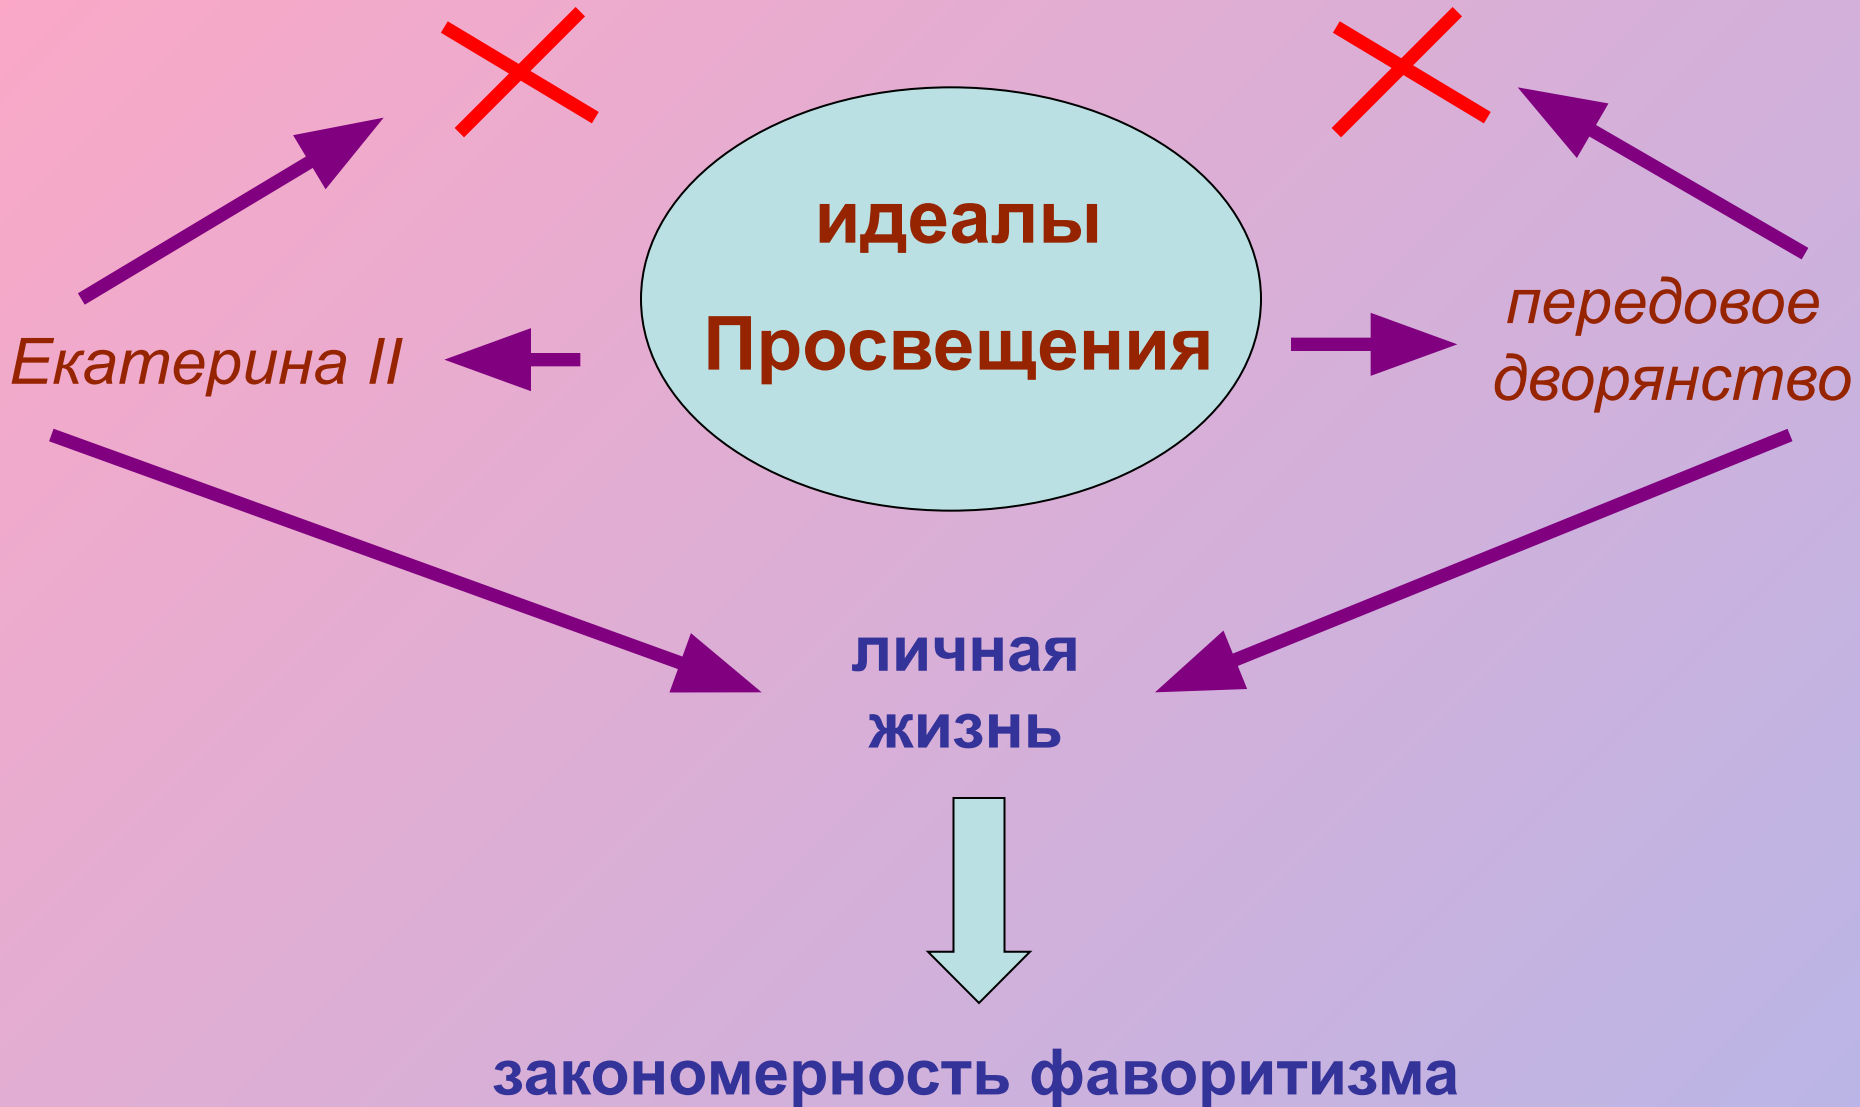 идеалы
Просвещения
Екатерина II
передовое
дворянство
личная
жизнь
закономерность фаворитизма